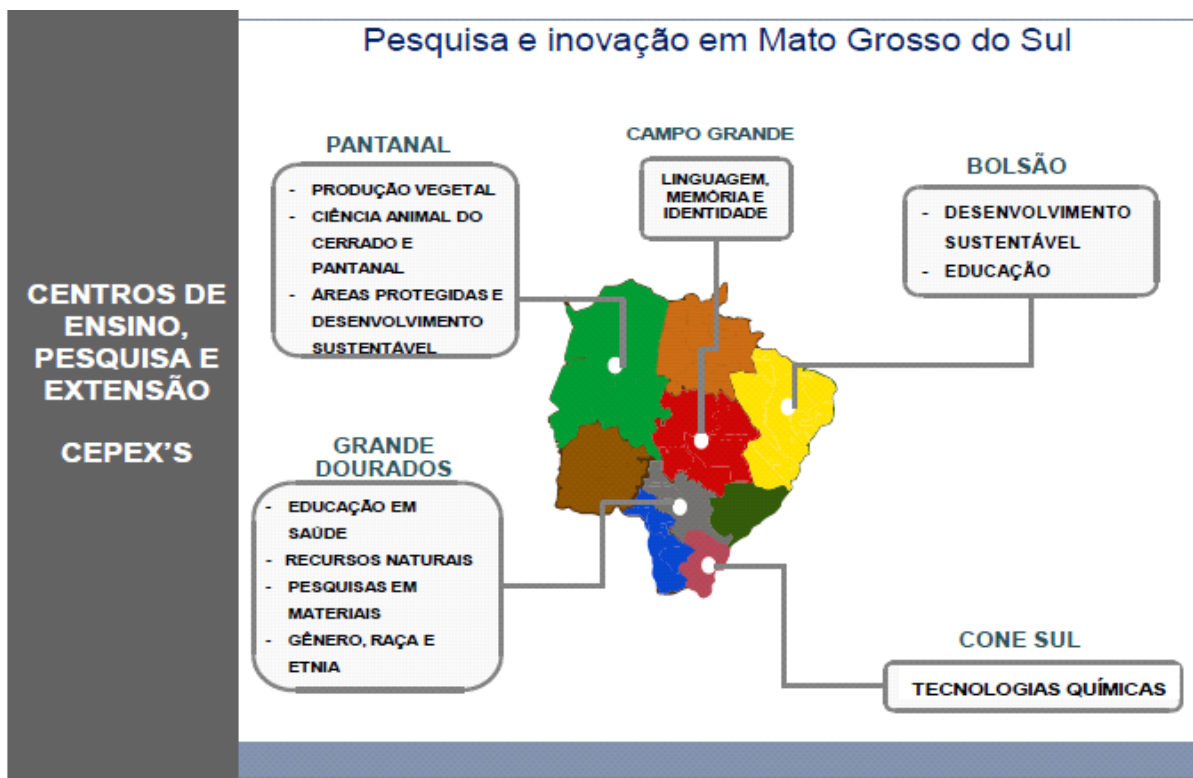 Pesquisa e inovação em Mato Grosso do Sul
CENTROS DE
ENSINO,
PESQUISA E
EXTENSÃO
CEPEX'S
PANTANAL
- PRODUÇÃO VEGETAL
- CIÊNCIA ANIMAL DO
CERRADO E
PANTANAL
- ÁREAS PROTEGIDAS E
DESENVOLVIMENTO
SUSTENTÁVEL
CAMPO GRANDE
LINGUAGEM,
MEMÓRIA E
IDENTIDADE
BOLSÃO
- DESENVOLVIMENTO
SUSTENTÁVEL
- EDUCAÇÃO
GRANDE
DOURADOS
- EDUCAÇÃO EM
SAÚDE
- RECURSOS NATURAIS
- PESQUISAS EM
MATERIAIS
- GÊNERO, RAÇA E
ETNIA
CONE SUL
TECNOLOGIAS QUÍMICAS